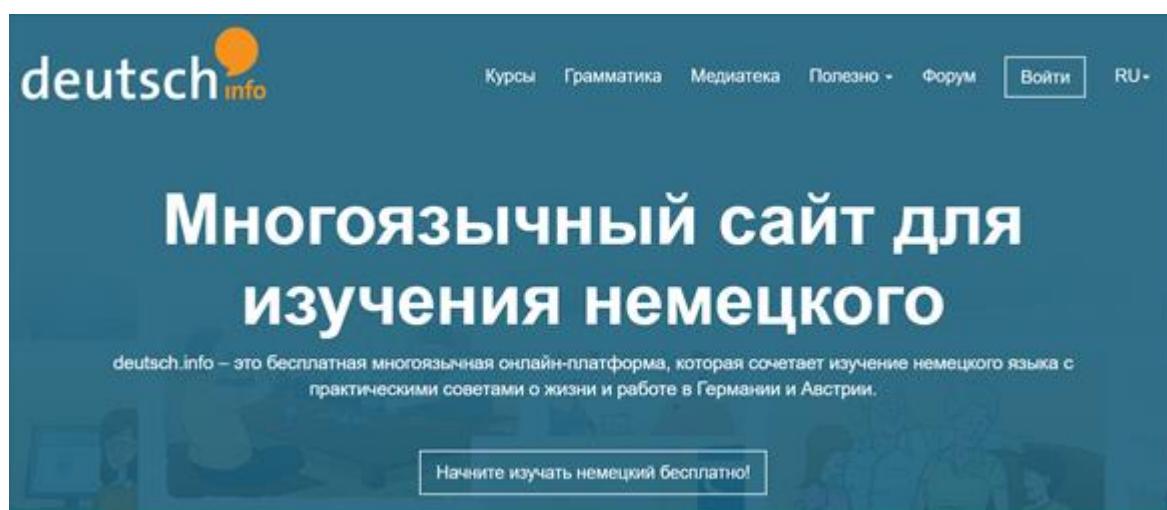 deutsch info
Курсы Грамматика Медиатека Полезно Форум Войти RU
Многоязычный сайт для
изучения немецкого
deutsch.info – это бесплатная многоязычная онлайн-платформа, которая сочетает изучение немецкого языка с
практическими советами о жизни и работе в Германии и Австрии.
Начните изучать немецкий бесплатно!